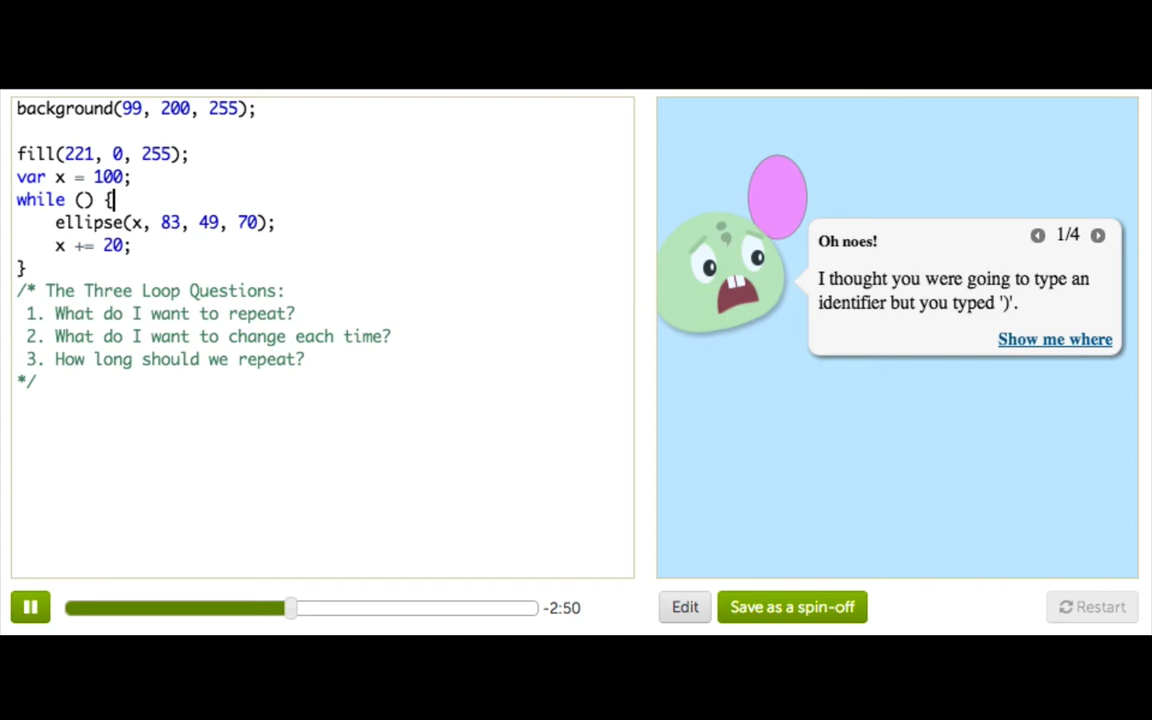 background(99, 200, 255);
fill(221, 0, 255);
var x = 100;
while () {
ellipse(x, 83, 49, 70);
x += 20;
}
/* The Three Loop Questions:
1. What do I want to repeat?
2. What do I want to change each time?
3. How long should we repeat?
*/
Oh noes!
1/4
I thought you were going to type an
identifier but you typed ')'.
Show me where
-2:50
Edit
Save as a spin-off
Restart